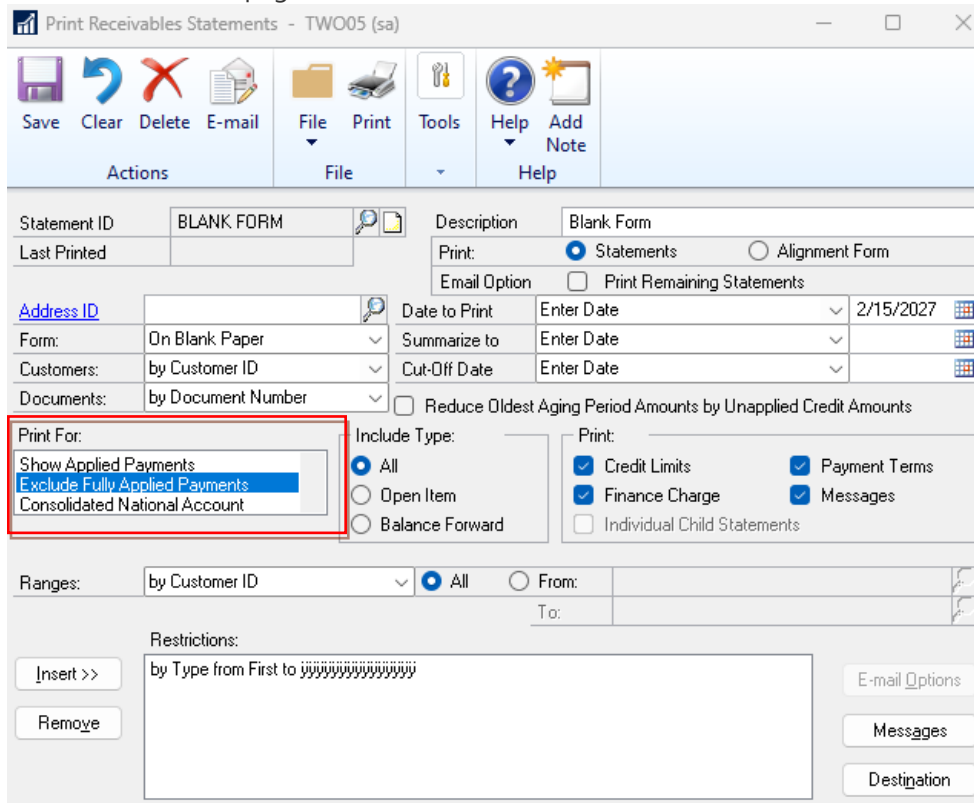 Print Receivables Statements - TWO05 (sa)
Save Clear Delete E-mail File Print Tools Help Add Note
Actions File Help
Statement ID BLANK FORM Description Blank Form
Last Printed Print: Statements Alignment Form
Email Option Print Remaining Statements
Address ID Date to Print Enter Date 2/15/2027
Form: On Blank Paper Summarize to Enter Date
Customers: by Customer ID Cut-Off Date Enter Date
Documents: by Document Number Reduce Oldest Aging Period Amounts by Unapplied Credit Amounts
Print For: Include Type: Print:
Show Applied Payments All Credit Limits Payment Terms
Exclude Fully Applied Payments Open Item Finance Charge Messages
Consolidated National Account Balance Forward Individual Child Statements
Ranges: by Customer ID All From:
To:
Restrictions:
Insert >> by Type from First to ÿÿÿÿÿÿÿÿÿÿÿÿÿÿÿ E-mail Options
Remove Messages
Destination